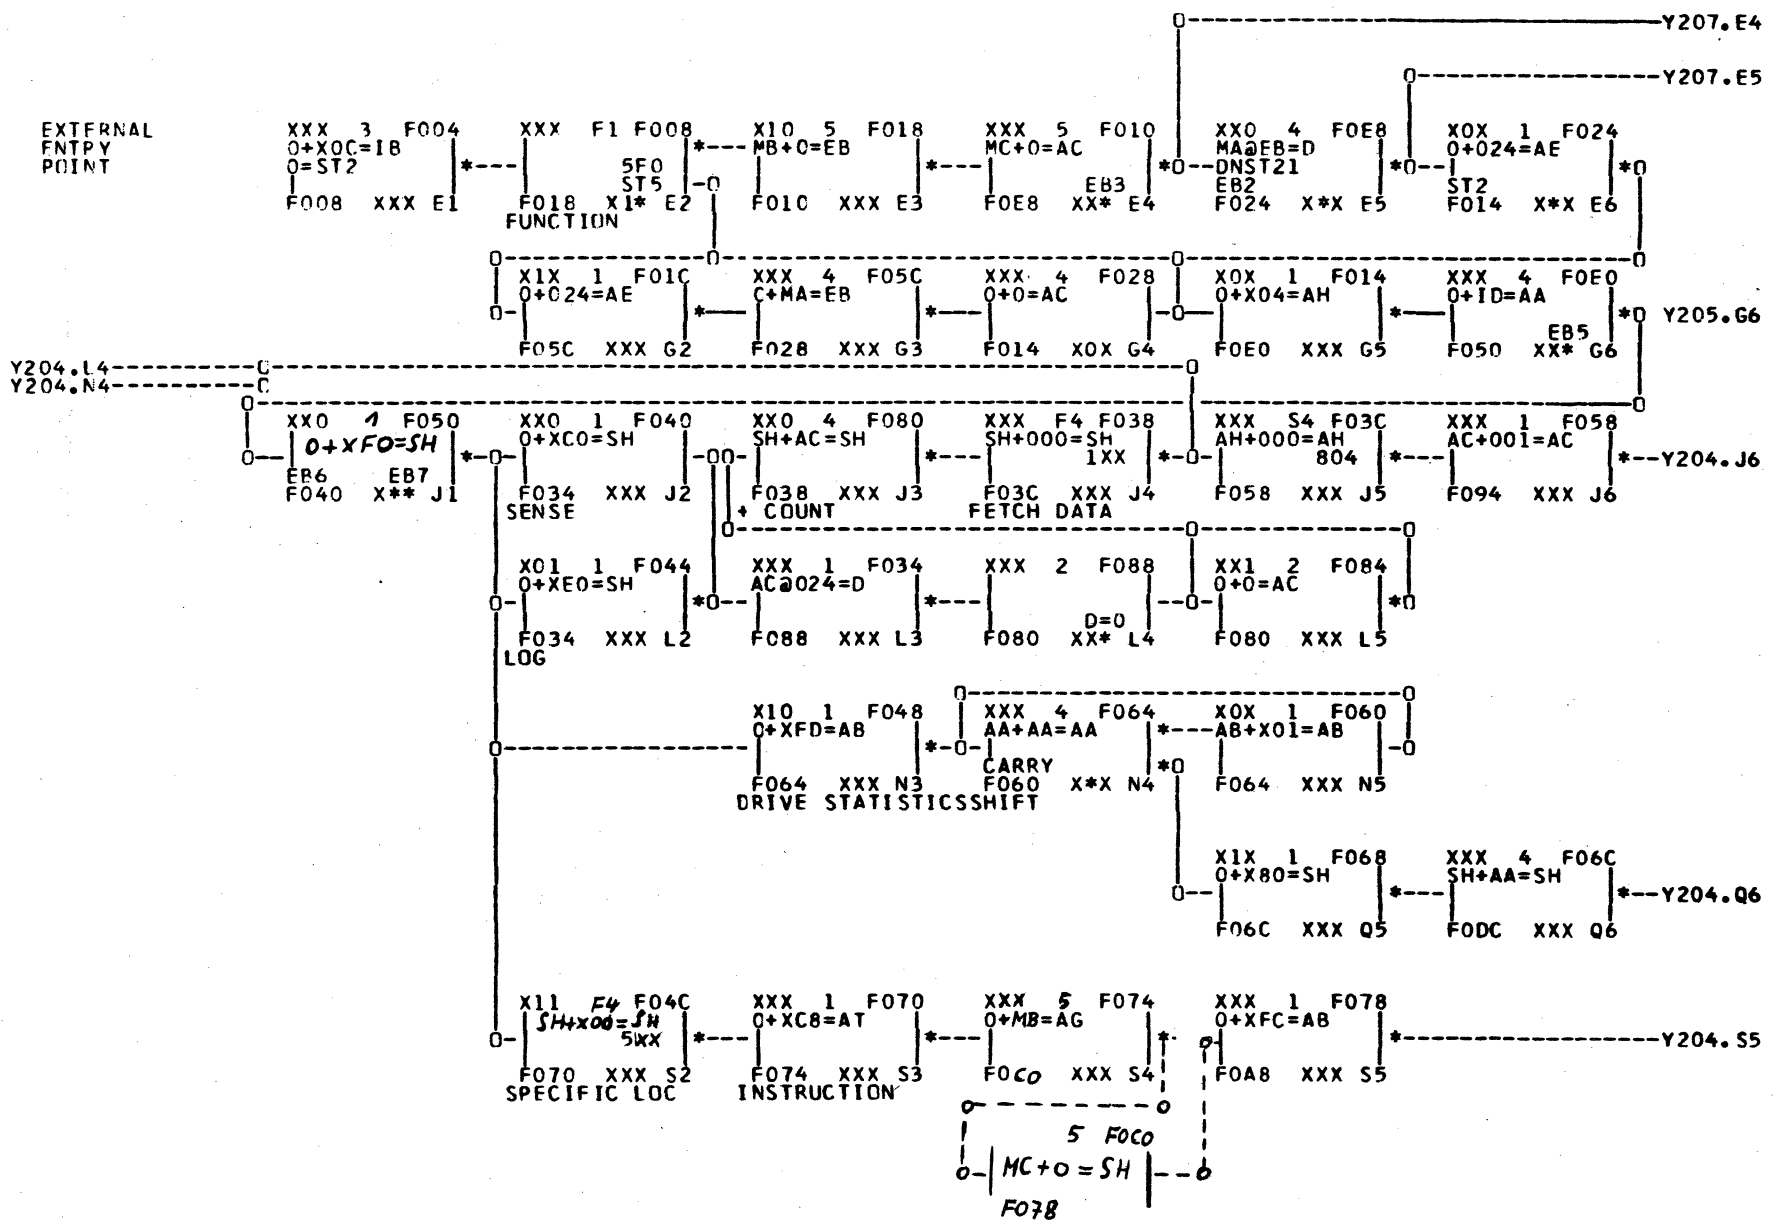 Y207.E4
Y207.E5
EXTERNAL XXX 3 F004 XXX F1 F008 X10 5 F018 XXX 5 F010 XX0 4 F0E8 X0X 1 F024
ENTRY 0+X0C=IB *--- MB+0=EB MC+0=AC MA@EB=D 0+024=AE
POINT 0=ST2 *--- 5F0 *--- *0-DNST21 *0- *0
ST5 EB3 EB2 ST2
F008 XXX E1 F018 X1* E2 F010 XXX E3 F0E8 XX* E4 F024 X*X E5 F014 X*X E6
FUNCTION
X1X 1 F01C XXX 4 F05C XXX 4 F028 X0X 1 F014 XXX 4 F0E0
0+024=AE C+MA=EB 0+0=AC 0+X04=AH 0+ID=AA
*--- *--- *--- *0 Y205.G6
EB5
F05C XXX G2 F028 XXX G3 F014 X0X G4 F0E0 XXX G5 F050 XX* G6
Y204.L4
Y204.N4
XX0 1 F050 XX0 1 F040 XX0 4 F080 XXX F4 F038 XXX S4 F03C XXX 1 F058
0+XF0=SH 0+XC0=SH SH+AC=SH SH+000=SH AH+000=AH AC+001=AC
*-0- *--- 1XX *-0- 804 *--- *--Y204.J6
EB6 EB7
F040 X** J1 F034 XXX J2 F038 XXX J3 F03C XXX J4 F058 XXX J5 F094 XXX J6
SENSE + COUNT FETCH DATA
X01 1 F044 XXX 1 F034 XXX 2 F088 XX1 2 F084
0+XE0=SH AC@024=D 0+0=AC
*0-- *--- *0
D=0
F034 XXX L2 F088 XXX L3 F080 XX* L4 F080 XXX L5
LOG
X10 1 F048 XXX 4 F064 X0X 1 F060
0+XFD=AB AA+AA=AA *---AB+X01=AB
*-0-
CARRY *0
F064 XXX N3 F060 X*X N4 F064 XXX N5
DRIVE STATISTICSSHIFT
X1X 1 F068 XXX 4 F06C
0+X80=SH SH+AA=SH
*--- *--Y204.Q6
F06C XXX Q5 F0DC XXX Q6
X11 F4 F04C XXX 1 F070 XXX 5 F074 XXX 1 F078
SH+X00=SH 0+XC8=AT 0+MB=AG 0+XFC=AB
5XX *--- *--- *- *-----------Y204.S5
F070 XXX S2 F074 XXX S3 F0C0 XXX S4 F0A8 XXX S5
SPECIFIC LOC INSTRUCTION
5 F0C0
MC+0=SH
F078